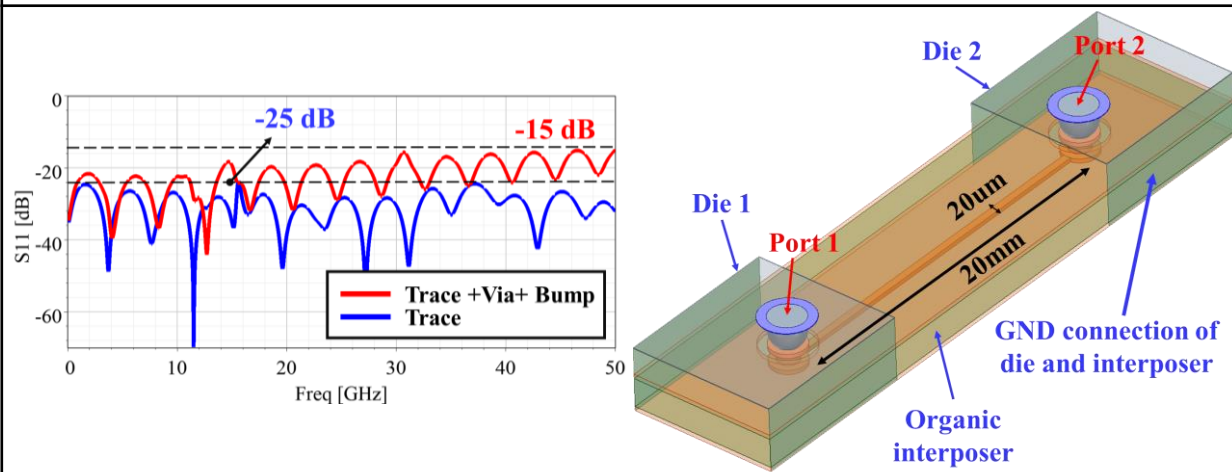 0
-20
-40
-60
S11 [dB]
-25 dB
-15 dB
Trace +Via+ Bump
Trace
0
10
20
30
40
50
Freq [GHz]
Die 2
Port 2
Die 1
Port 1
20um
20mm
GND connection of
die and interposer
Organic
interposer